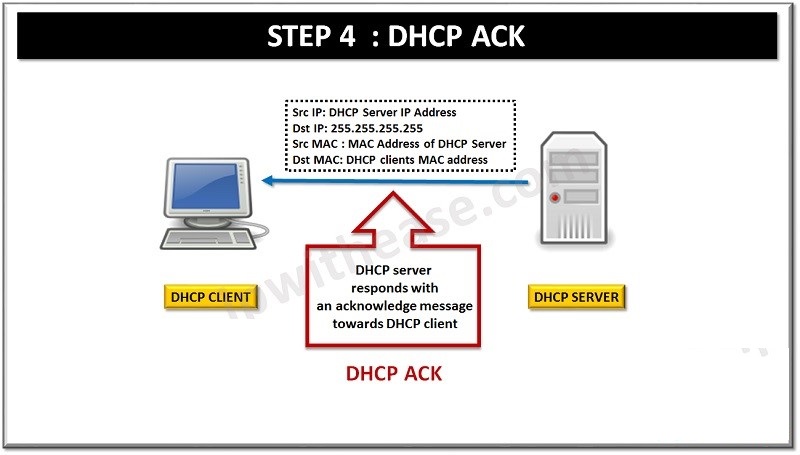 STEP 4 : DHCP ACK
Src IP: DHCP Server IP Address
Dst IP: 255.255.255.255
Src MAC : MAC Address of DHCP Server
Dst MAC: DHCP clients MAC address
DHCP server
responds with
an acknowledge message
towards DHCP client
DHCP CLIENT
DHCP SERVER
DHCP ACK